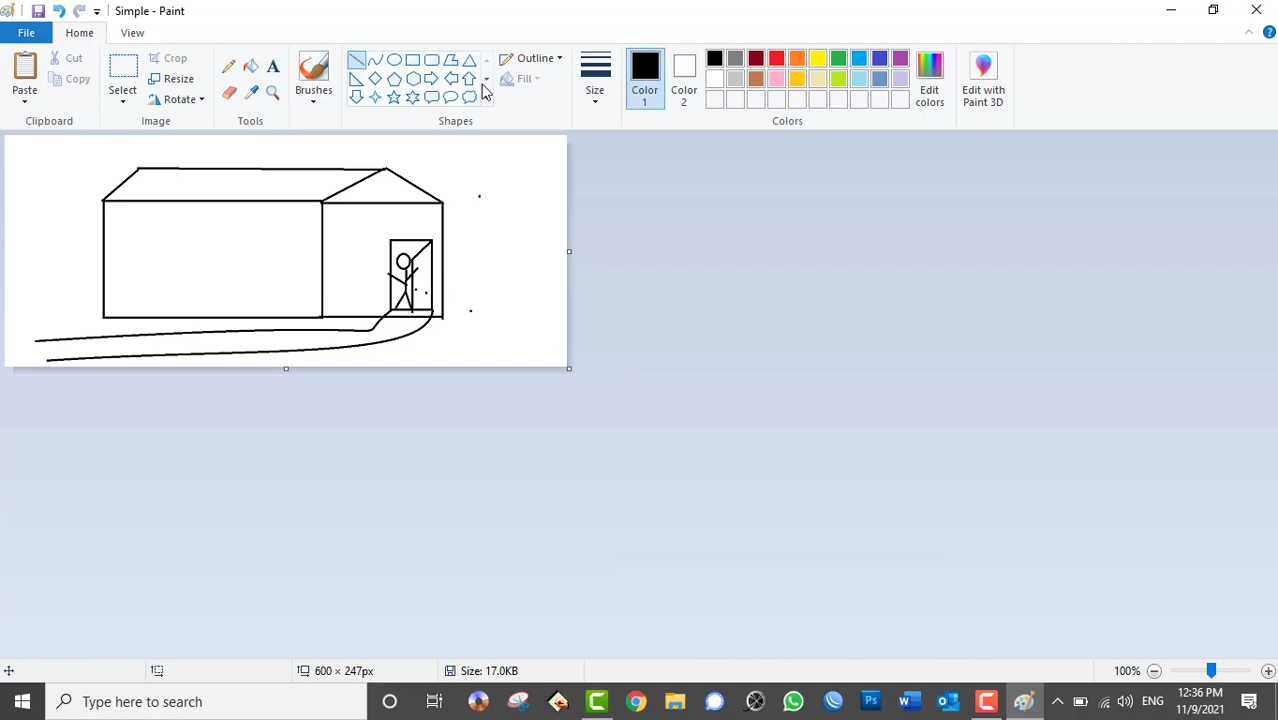 Simple - Paint
File
Home
View
Paste
Cut
Copy
Clipboard
Select
Crop
Resize
Rotate
Image
Tools
Brushes
Shapes
Outline
Fill
Size
Color 1
Color 2
Colors
Edit colors
Edit with Paint 3D
600 × 247px
Size: 17.0KB
100%
Type here to search
ENG
12:36 PM
11/9/2021